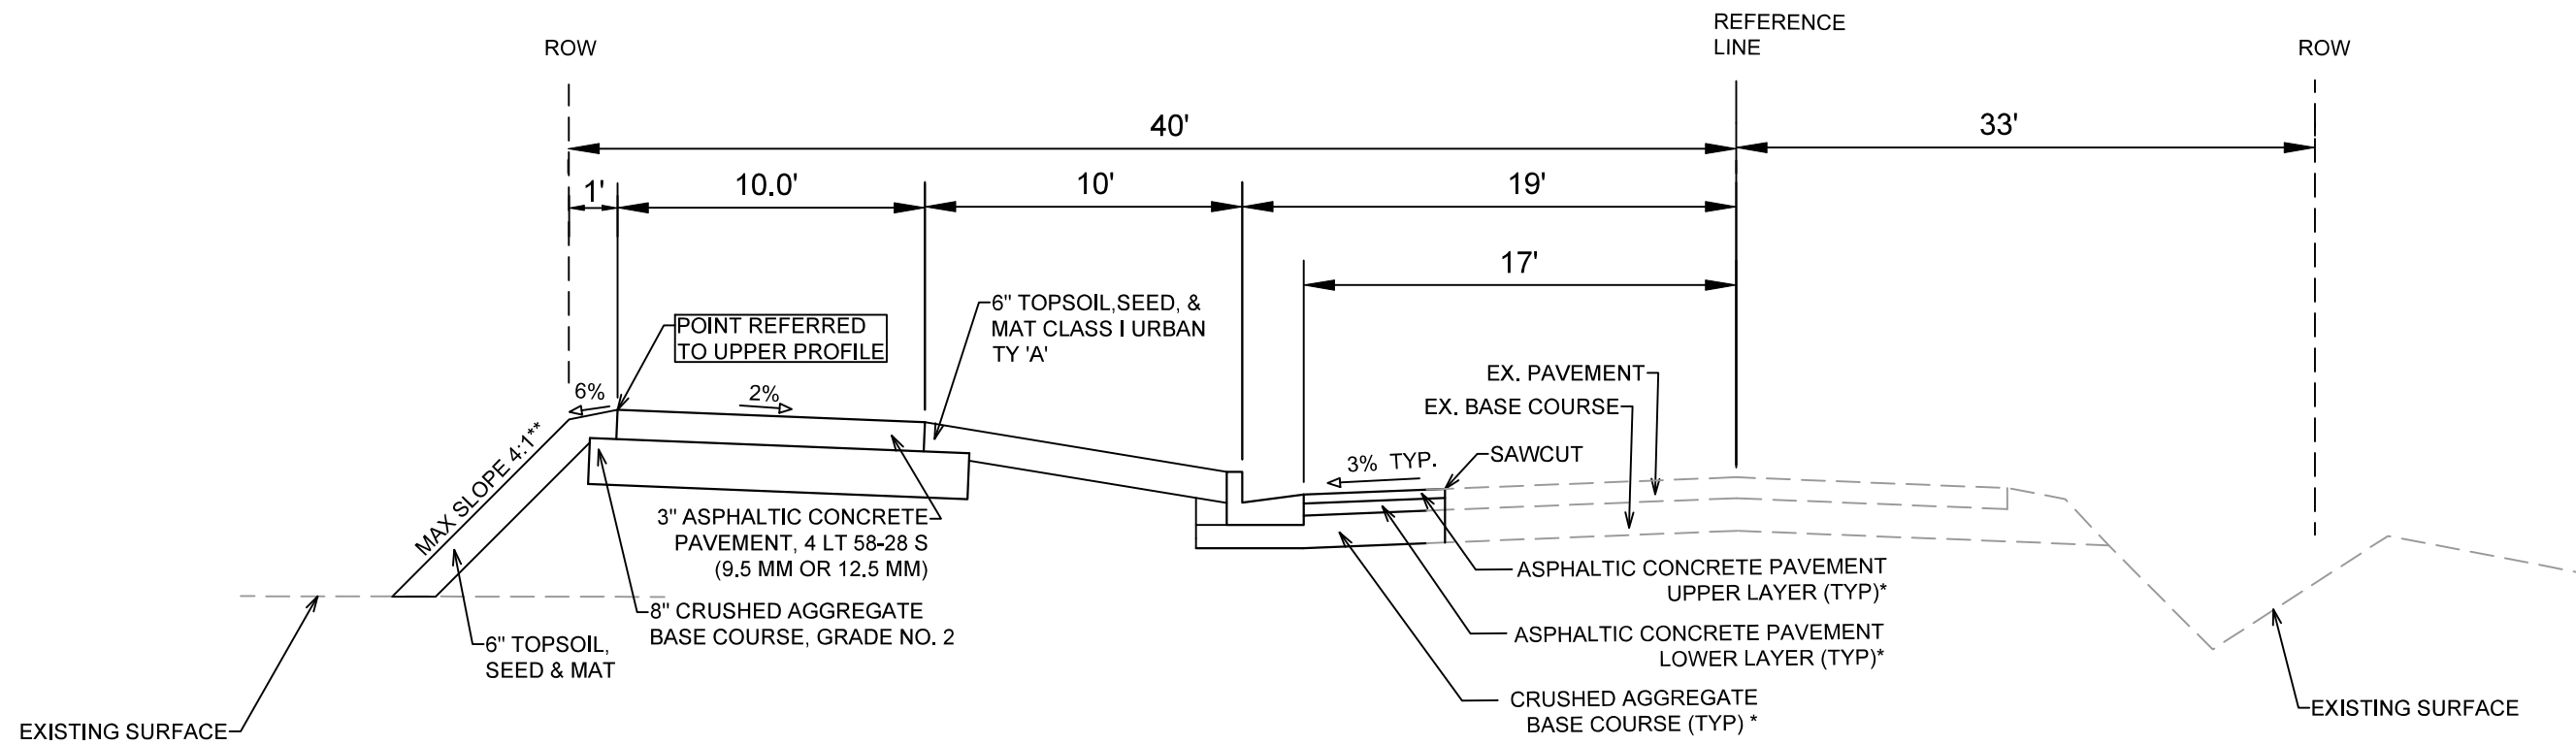 REFERENCE
LINE
ROW
ROW
40'
33'
1'
10.0'
10'
19'
17'
POINT REFERRED
TO UPPER PROFILE
6" TOPSOIL,SEED, &
MAT CLASS I URBAN
TY 'A'
6%
2%
EX. PAVEMENT
EX. BASE COURSE
MAX SLOPE 4:1**
3% TYP.
SAWCUT
3" ASPHALTIC CONCRETE
PAVEMENT, 4 LT 58-28 S
(9.5 MM OR 12.5 MM)
8" CRUSHED AGGREGATE
BASE COURSE, GRADE NO. 2
6" TOPSOIL,
SEED & MAT
ASPHALTIC CONCRETE PAVEMENT
UPPER LAYER (TYP)*
ASPHALTIC CONCRETE PAVEMENT
LOWER LAYER (TYP)*
CRUSHED AGGREGATE
BASE COURSE (TYP) *
EXISTING SURFACE
EXISTING SURFACE